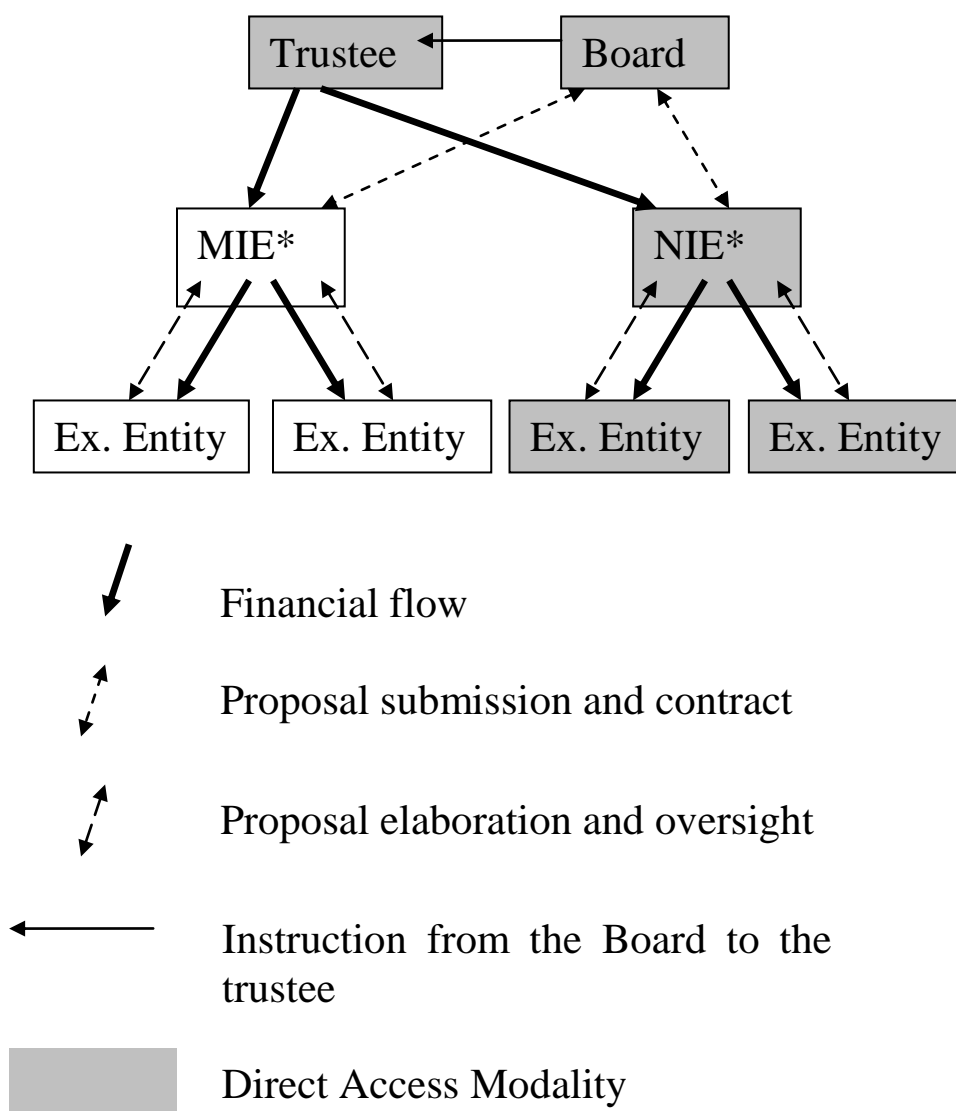 Trustee Board
MIE* NIE*
Ex. Entity Ex. Entity Ex. Entity Ex. Entity
Financial flow
Proposal submission and contract
Proposal elaboration and oversight
Instruction from the Board to the
trustee
Direct Access Modality